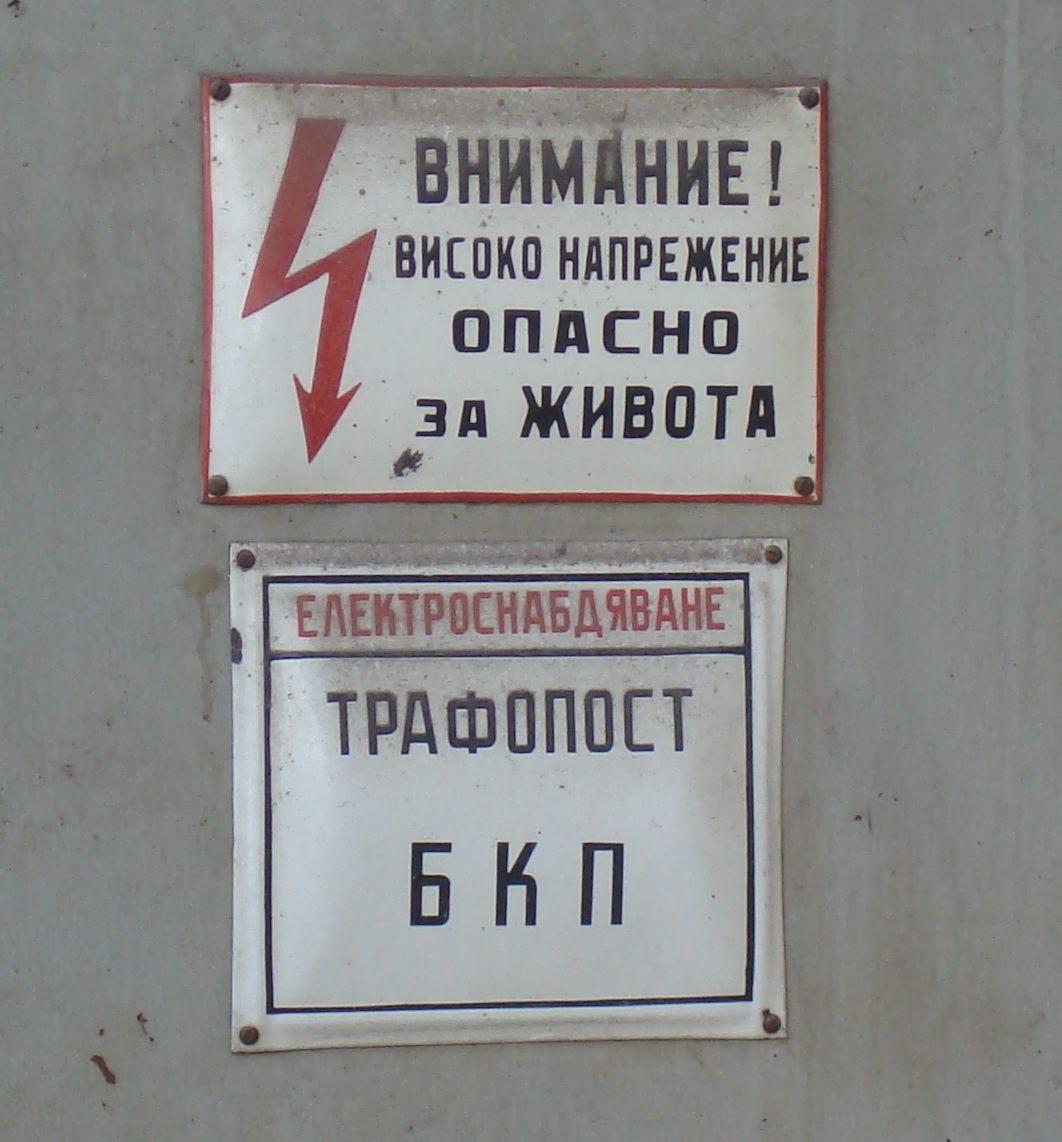 ВНИМАНИЕ!
ВИСОКО НАПРЕЖЕНИЕ
ОПАСНО
ЗА ЖИВОТА
ЕЛЕКТРОСНАБДЯВАНЕ
ТРАФОПОСТ
БКП